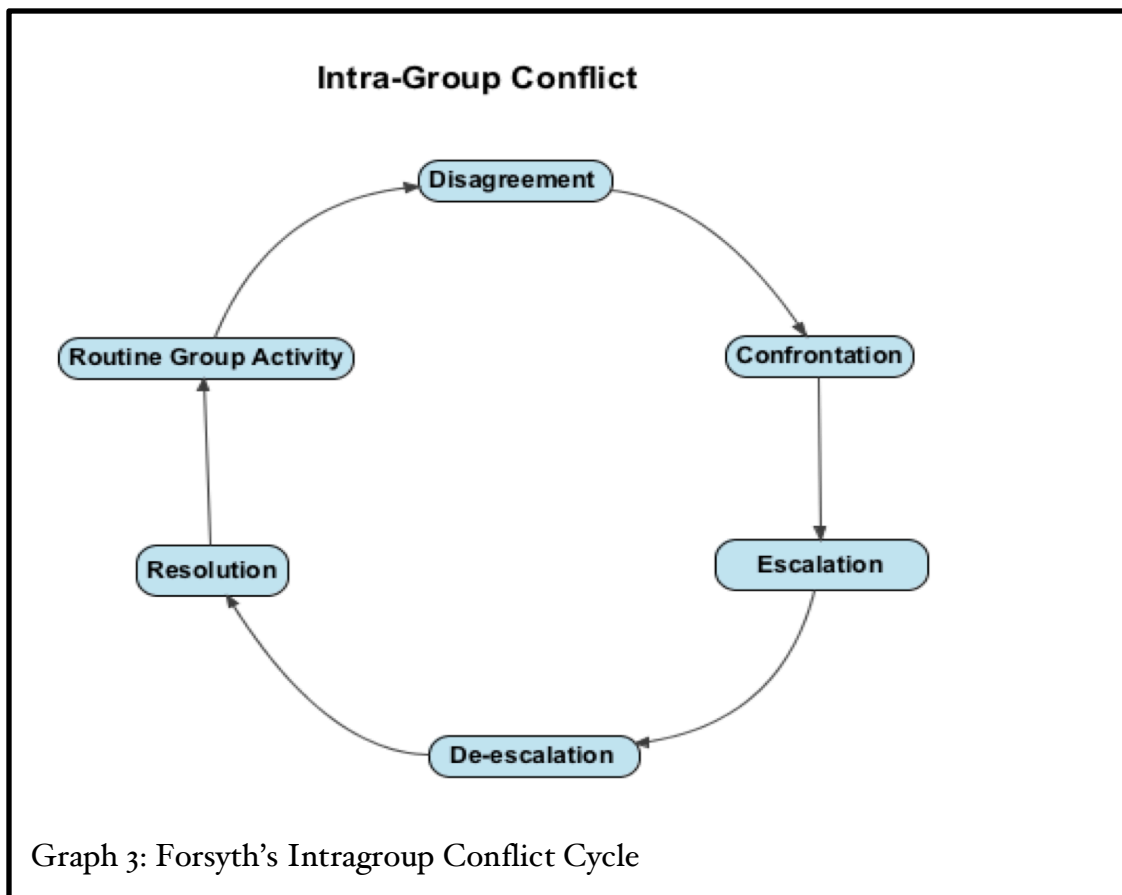 Intra-Group Conflict
Disagreement
Routine Group Activity
Confrontation
Resolution
Escalation
De-escalation
Graph 3: Forsyth's Intragroup Conflict Cycle